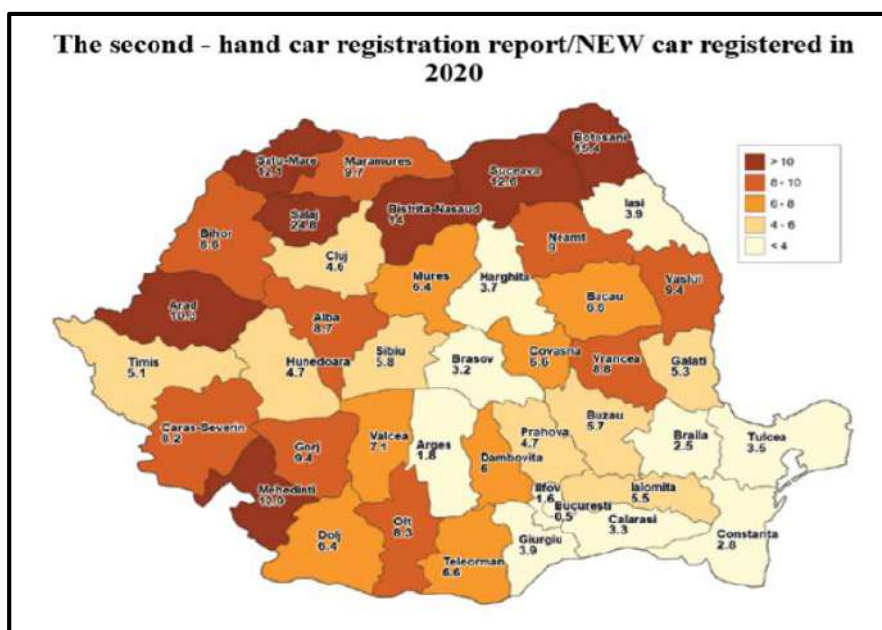 The second - hand car registration report/NEW car registered in
2020
> 10
8 - 10
6 - 8
4 - 6
< 4
Botosani
15.4
Satu-Mare
12.1
Maramures
9.7
Suceava
12.6
Iasi
3.9
Salaj
24.8
Bistrita-Nasaud
14
Bihor
8.6
Neamt
9
Cluj
4.6
Mures
6.4
Harghita
3.7
Vaslui
9.4
Bacau
6.6
Arad
10.3
Alba
8.7
Timis
5.1
Hunedoara
4.7
Sibiu
5.8
Brasov
3.2
Covasna
6.6
Vrancea
8.8
Galati
5.3
Caras-Severin
8.2
Gorj
9.4
Valcea
7.1
Arges
1.8
Prahova
4.7
Buzau
5.7
Braila
2.5
Tulcea
3.5
Dambovita
6
Mehedinti
Ilfov
1.6
Bucuresti
0.5
Ialomita
5.5
Calarasi
3.3
Constanta
2.8
Dolj
6.4
Olt
8.3
Teleorman
6.6
Giurgiu
3.9